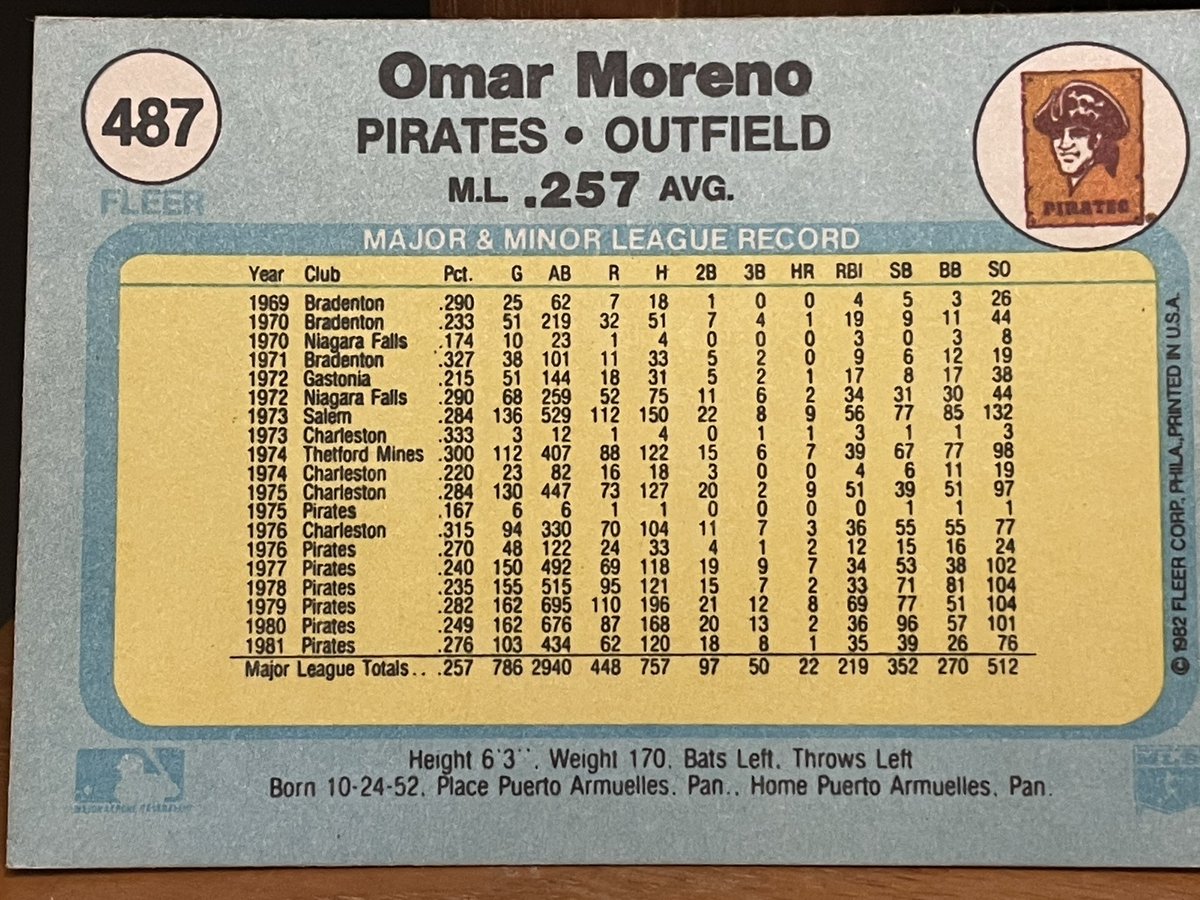 487
FLEER
Omar Moreno
PIRATES • OUTFIELD
M.L. .257 AVG.
PIRATES
MAJOR & MINOR LEAGUE RECORD
Year Club Pct. G AB R H 2B 3B HR RBI SB BB SO
1969 Bradenton .290 25 62 7 18 1 0 0 4 5 3 26
1970 Bradenton .233 51 219 32 51 7 4 1 19 9 11 44
1970 Niagara Falls .174 10 23 1 4 0 0 0 3 0 3 8
1971 Bradenton .327 38 101 11 33 5 2 0 9 6 12 19
1972 Gastonia .215 51 144 18 31 5 2 1 17 8 17 38
1972 Niagara Falls .290 68 259 52 75 11 6 2 34 31 30 44
1973 Salem .284 136 529 112 150 22 8 9 56 77 85 132
1973 Charleston .333 3 12 1 4 0 1 1 3 1 1 3
1974 Thetford Mines .300 112 407 88 122 15 6 7 39 67 77 98
1974 Charleston .220 23 82 16 18 3 0 0 4 6 11 19
1975 Charleston .284 130 447 73 127 20 2 9 51 39 51 97
1975 Pirates .167 6 6 1 1 0 0 0 0 1 1 1
1976 Charleston .315 94 330 70 104 11 7 3 36 55 55 77
1976 Pirates .270 48 122 24 33 4 1 2 12 15 16 24
1977 Pirates .240 150 492 69 118 19 9 7 34 53 38 102
1978 Pirates .235 155 515 95 121 15 7 2 33 71 81 104
1979 Pirates .282 162 695 110 196 21 12 8 69 77 51 104
1980 Pirates .249 162 676 87 168 20 13 2 36 96 57 101
1981 Pirates .276 103 434 62 120 18 8 1 35 39 26 76
Major League Totals.. .257 786 2940 448 757 97 50 22 219 352 270 512
© 1982 FLEER CORP. PHILA., PRINTED IN U.S.A.
Height 6'3". Weight 170. Bats Left. Throws Left
Born 10-24-52. Place Puerto Armuelles. Pan.. Home Puerto Armuelles. Pan.
MAJOR LEAGUE BASEBALL